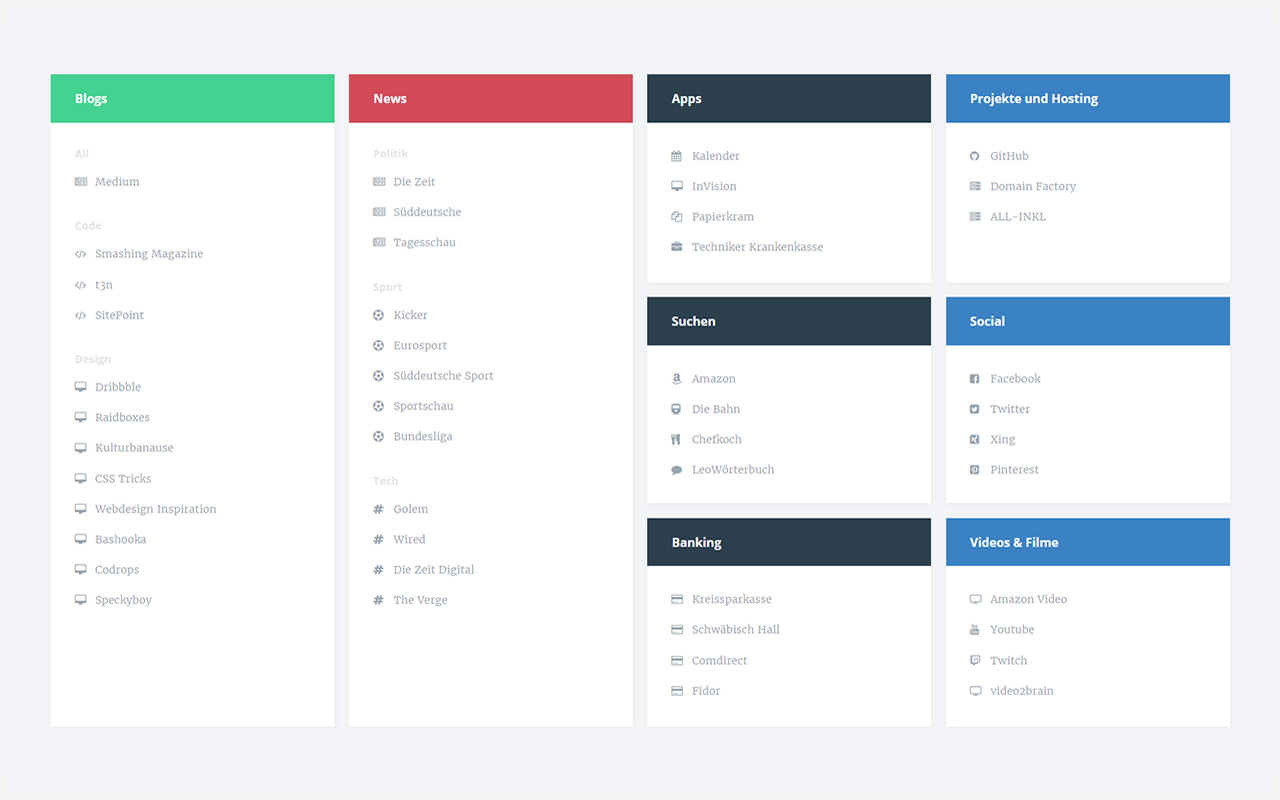 Blogs
All
Medium
Code
Smashing Magazine
t3n
SitePoint
Design
Dribbble
Raidboxes
Kulturbanause
CSS Tricks
Webdesign Inspiration
Bashooka
Codrops
Speckyboy
News
Politik
Die Zeit
Süddeutsche
Tagesschau
Sport
Kicker
Eurosport
Süddeutsche Sport
Sportschau
Bundesliga
Tech
Golem
Wired
Die Zeit Digital
The Verge
Apps
Kalender
InVision
Papierkram
Techniker Krankenkasse
Suchen
Amazon
Die Bahn
Chefkoch
LeoWörterbuch
Banking
Kreissparkasse
Schwäbisch Hall
Comdirect
Fidor
Projekte und Hosting
GitHub
Domain Factory
ALL-INKL
Social
Facebook
Twitter
Xing
Pinterest
Videos & Filme
Amazon Video
Youtube
Twitch
video2brain